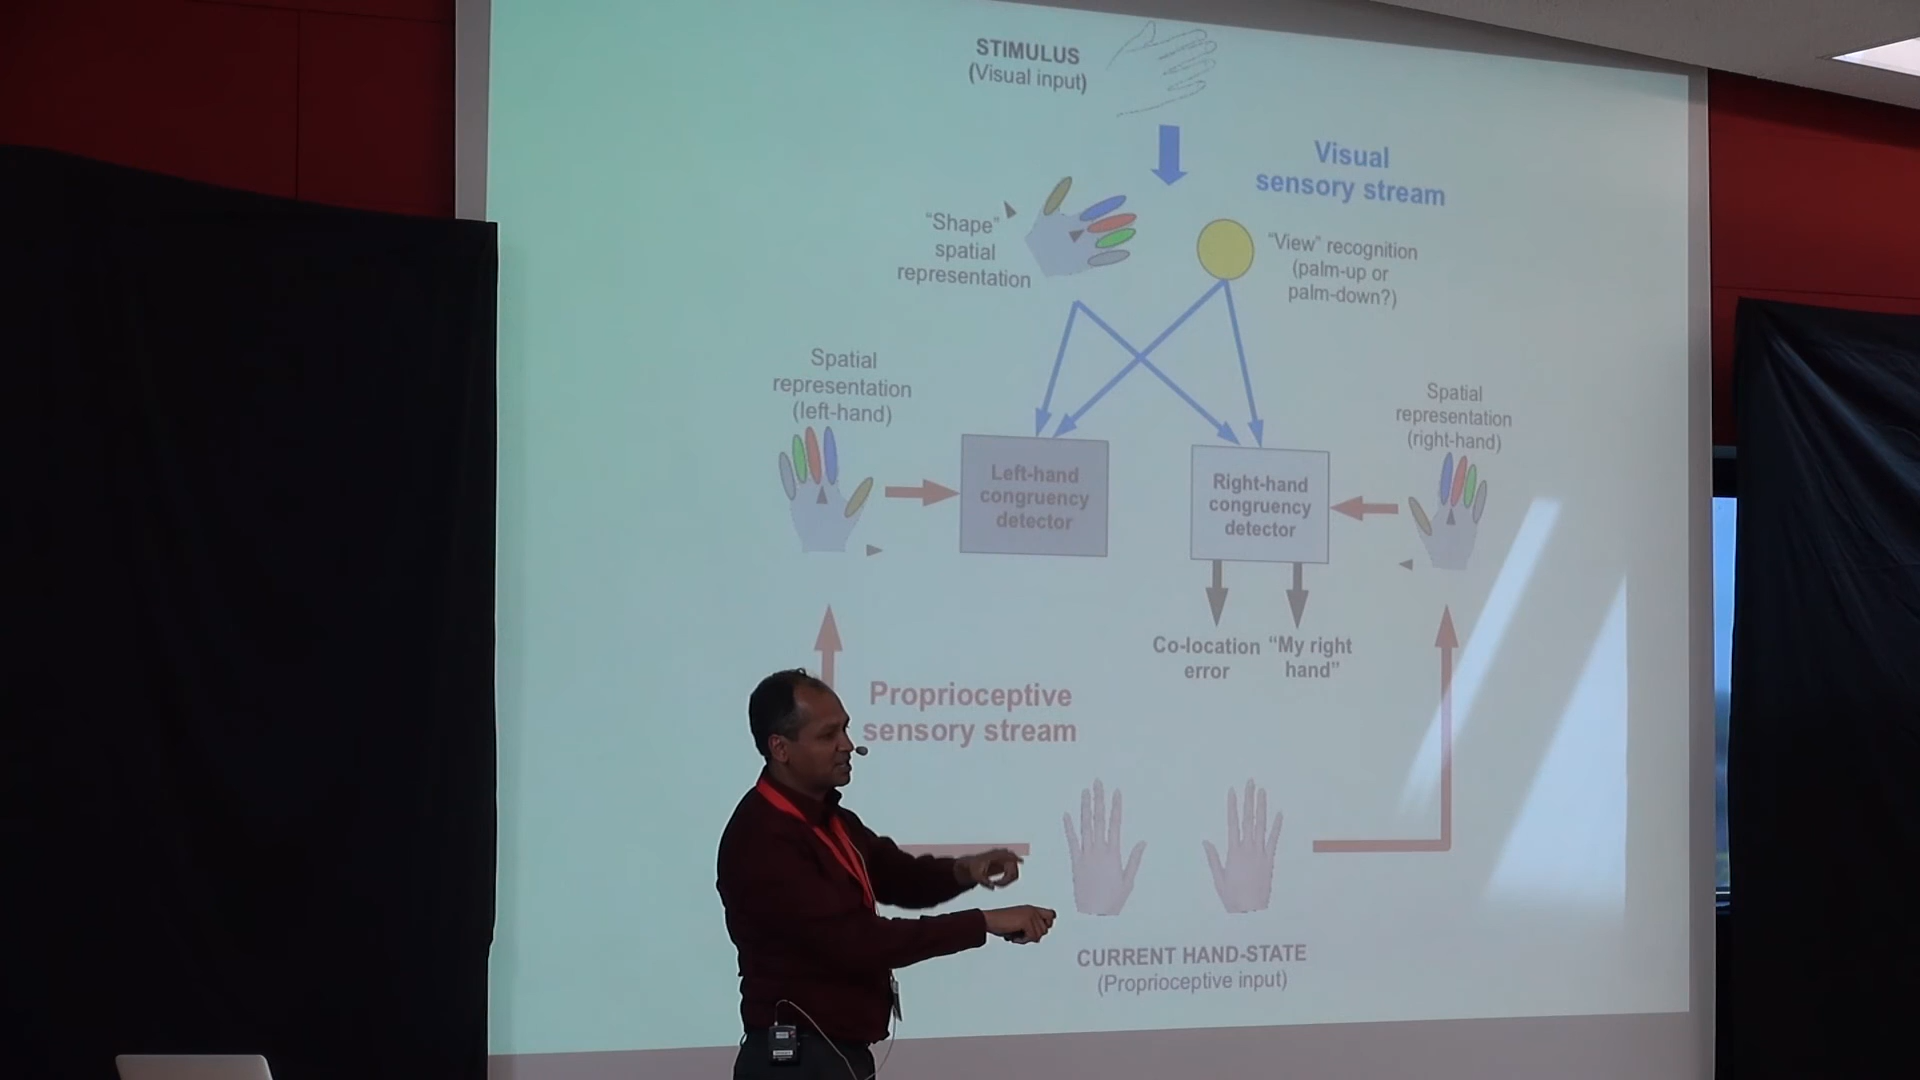 STIMULUS
(Visual input)
Visual
sensory stream
“Shape”
spatial
representation
“View” recognition
(palm-up or
palm-down?)
Spatial
representation
(left-hand)
Spatial
representation
(right-hand)
Left-hand
congruency
detector
Right-hand
congruency
detector
Co-location
error
“My right
hand”
Proprioceptive
sensory stream
CURRENT HAND-STATE
(Proprioceptive input)